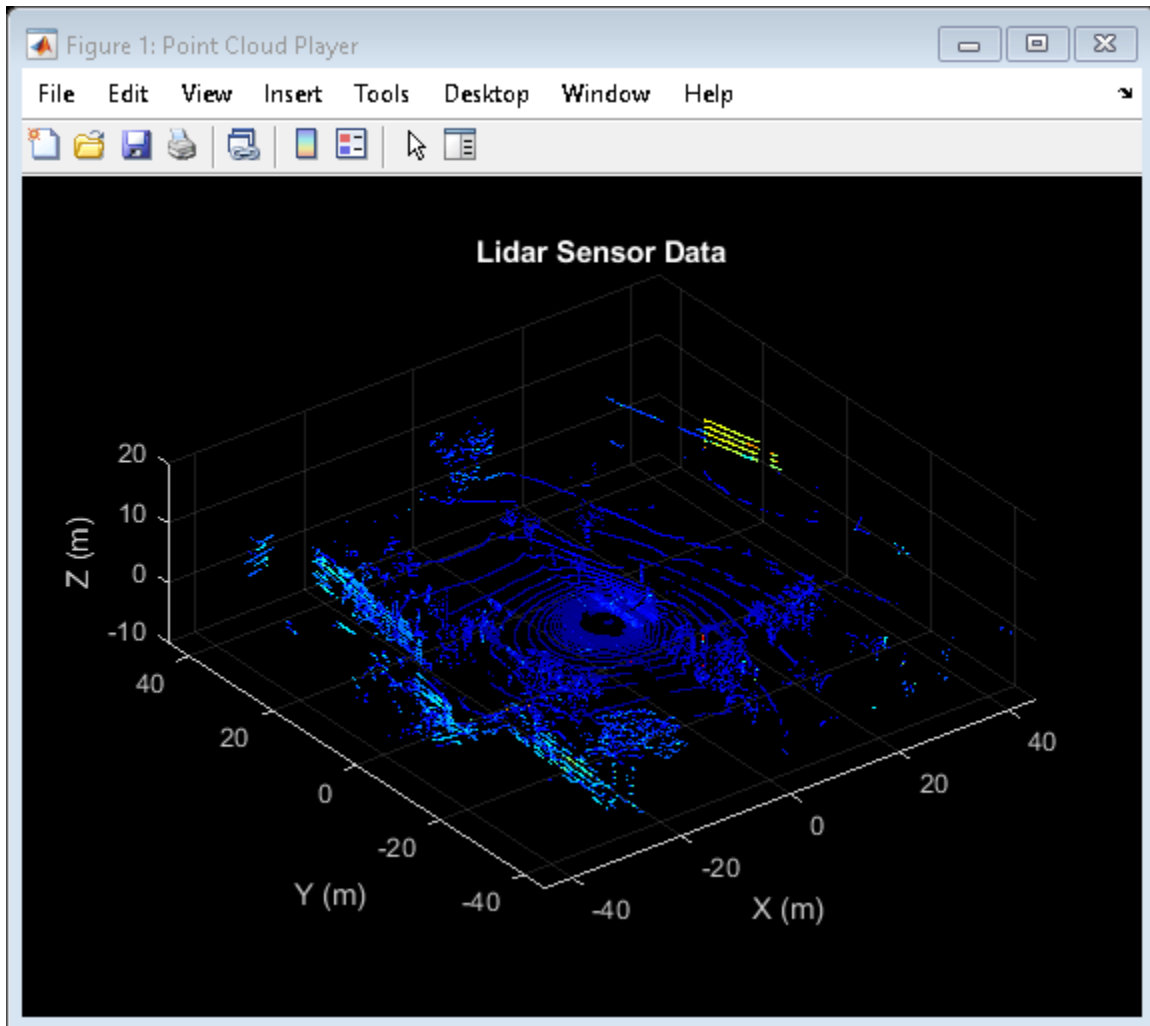 Figure 1: Point Cloud Player
File Edit View Insert Tools Desktop Window Help
Lidar Sensor Data
20
10
0
-10
Z (m)
40
20
0
-20
-40
Y (m)
-40
-20
0
20
40
X (m)